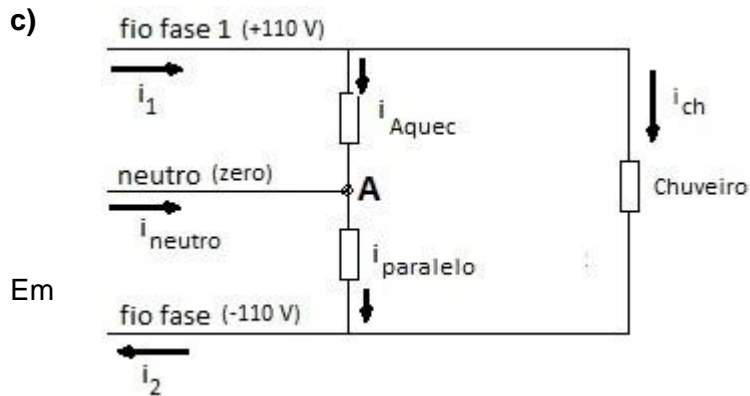 c)
fio fase 1 (+110 V)
i1
i Aquec
i ch
neutro (zero)
A
Chuveiro
i neutro
i paralelo
Em
fio fase (-110 V)
i2